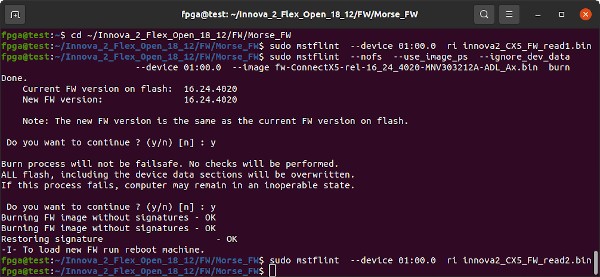 fpga@test: ~/Innova_2_Flex_Open_18_12/FW/Morse_FW
fpga@test:~$ cd ~/Innova_2_Flex_Open_18_12/FW/Morse_FW
fpga@test:~/Innova_2_Flex_Open_18_12/FW/Morse_FW$ sudo mstflint --device 01:00.0 ri innova2_CX5_FW_read1.bin
fpga@test:~/Innova_2_Flex_Open_18_12/FW/Morse_FW$ sudo mstflint --nofs --use_image_ps --ignore_dev_data
--device 01:00.0 --image fw-ConnectX5-rel-16_24_4020-MNV303212A-ADL_Ax.bin burn
Done.
Current FW version on flash: 16.24.4020
New FW version: 16.24.4020
Note: The new FW version is the same as the current FW version on flash.
Do you want to continue ? (y/n) [n] : y
Burn process will not be failsafe. No checks will be performed.
ALL flash, including the device data sections will be overwritten.
If this process fails, computer may remain in an inoperable state.
Do you want to continue ? (y/n) [n] : y
Burning FW image without signatures - OK
Burning FW image without signatures - OK
Restoring signature - OK
-I- To load new FW run reboot machine.
fpga@test:~/Innova_2_Flex_Open_18_12/FW/Morse_FW$ sudo mstflint --device 01:00.0 ri innova2_CX5_FW_read2.bin
fpga@test:~/Innova_2_Flex_Open_18_12/FW/Morse_FW$